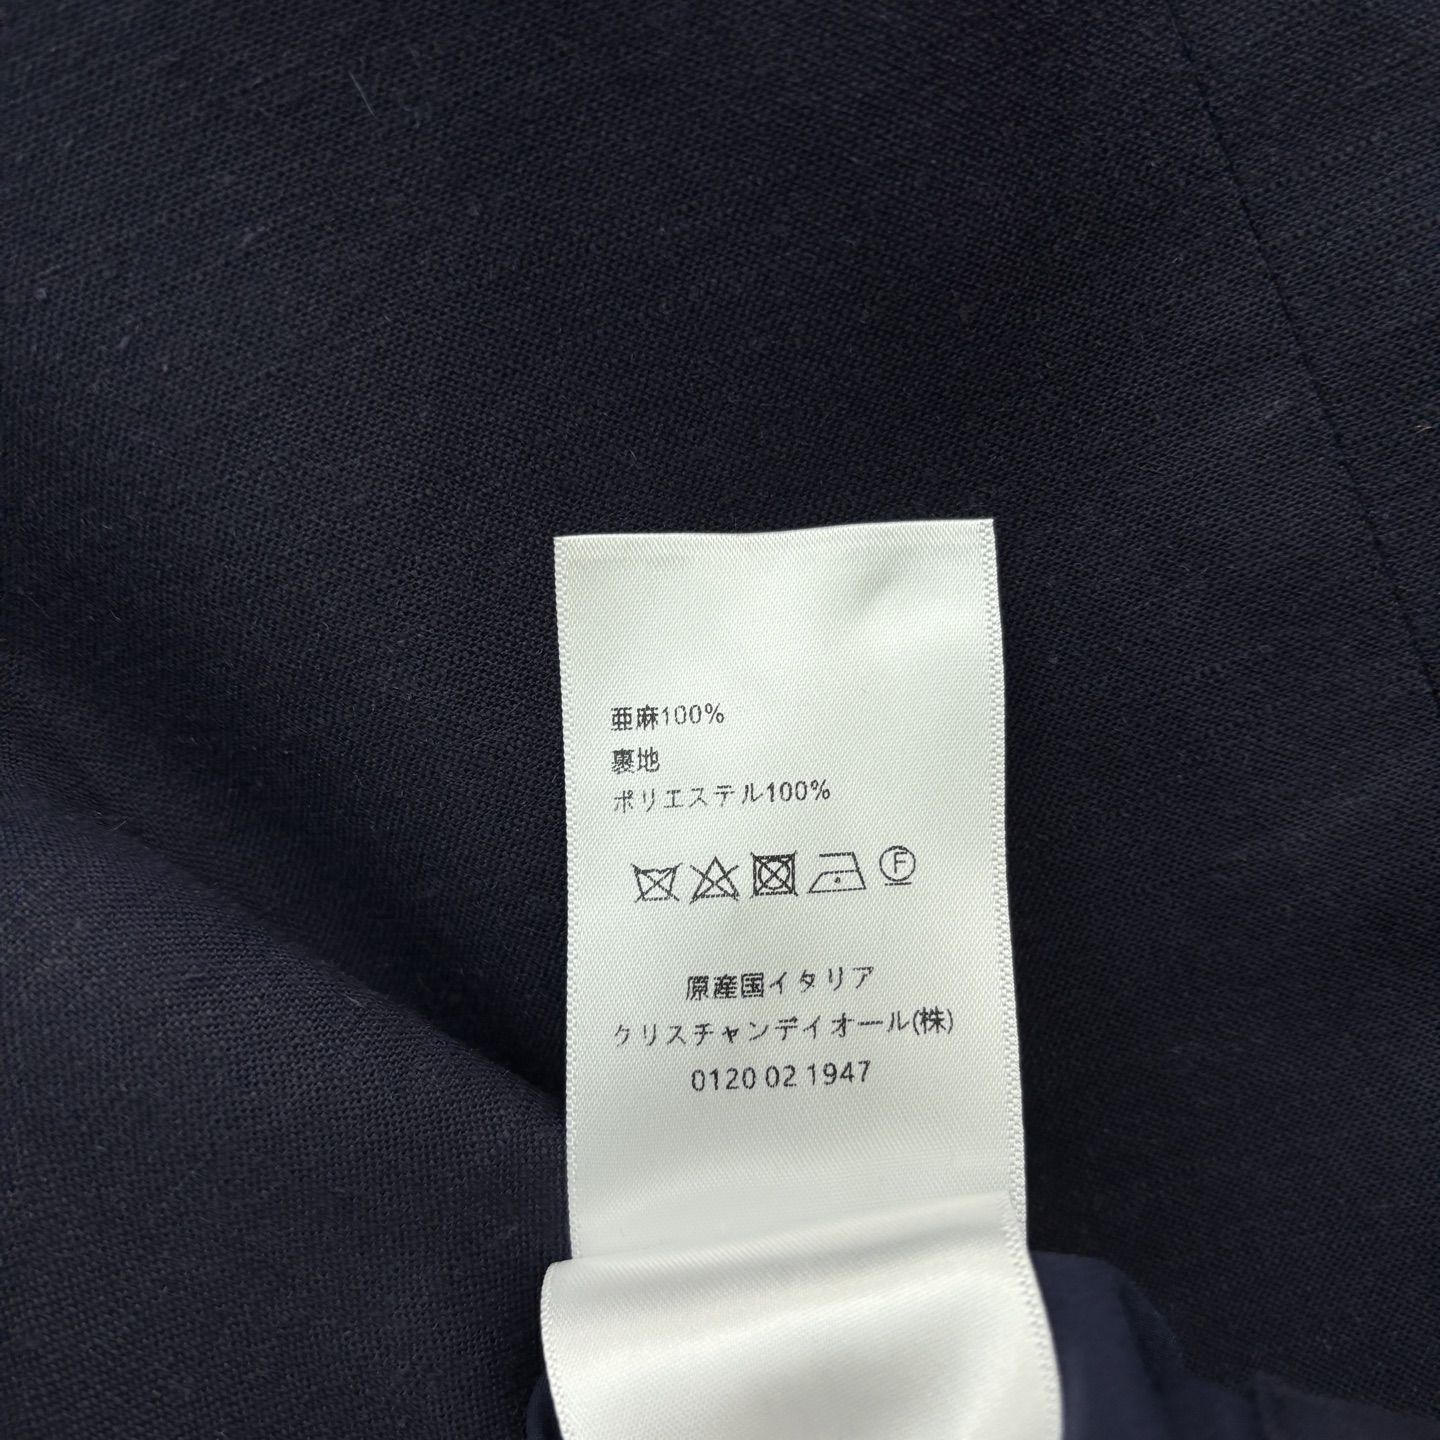 亜麻100%
裏地
ポリエステル100%
F
原産国イタリア
クリスチャンディオール(株)
0120 02 1947